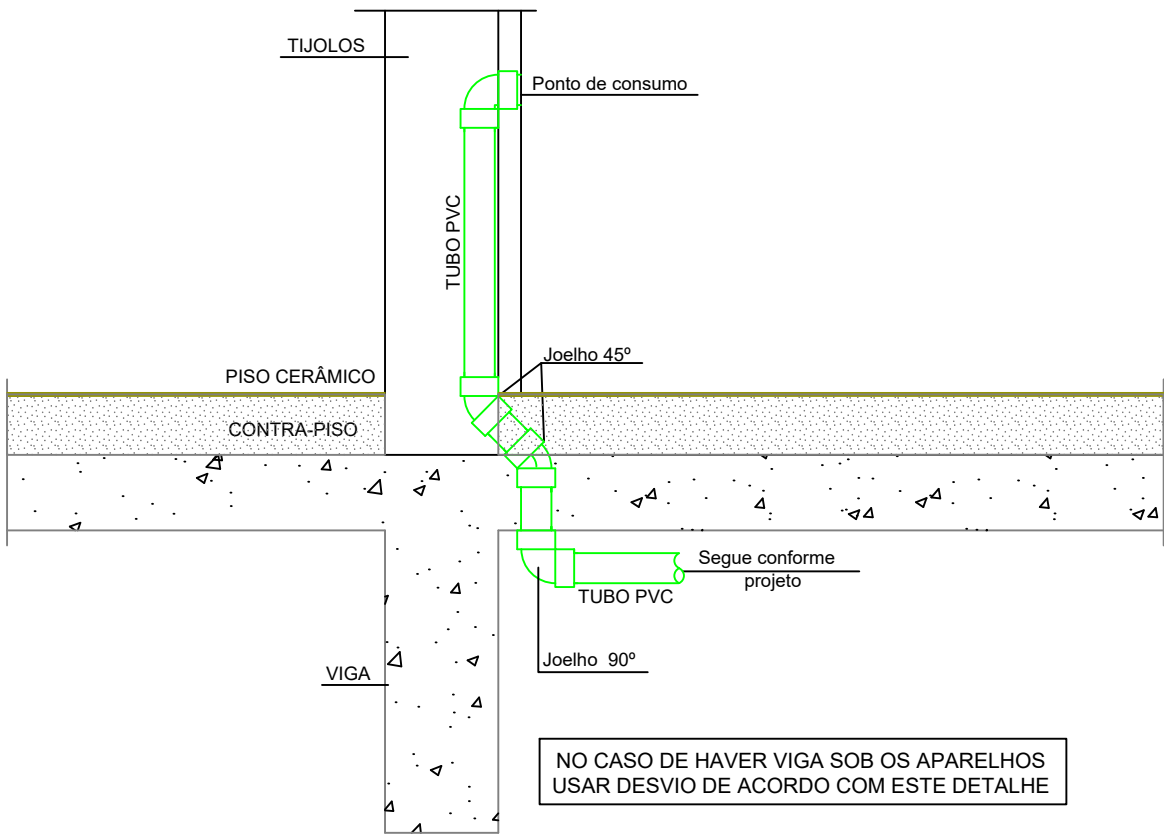 TIJOLOS
Ponto de consumo
TUBO PVC
Joelho 45º
PISO CERÂMICO
CONTRA-PISO
Segue conforme
projeto
TUBO PVC
Joelho 90º
VIGA
NO CASO DE HAVER VIGA SOB OS APARELHOS
USAR DESVIO DE ACORDO COM ESTE DETALHE